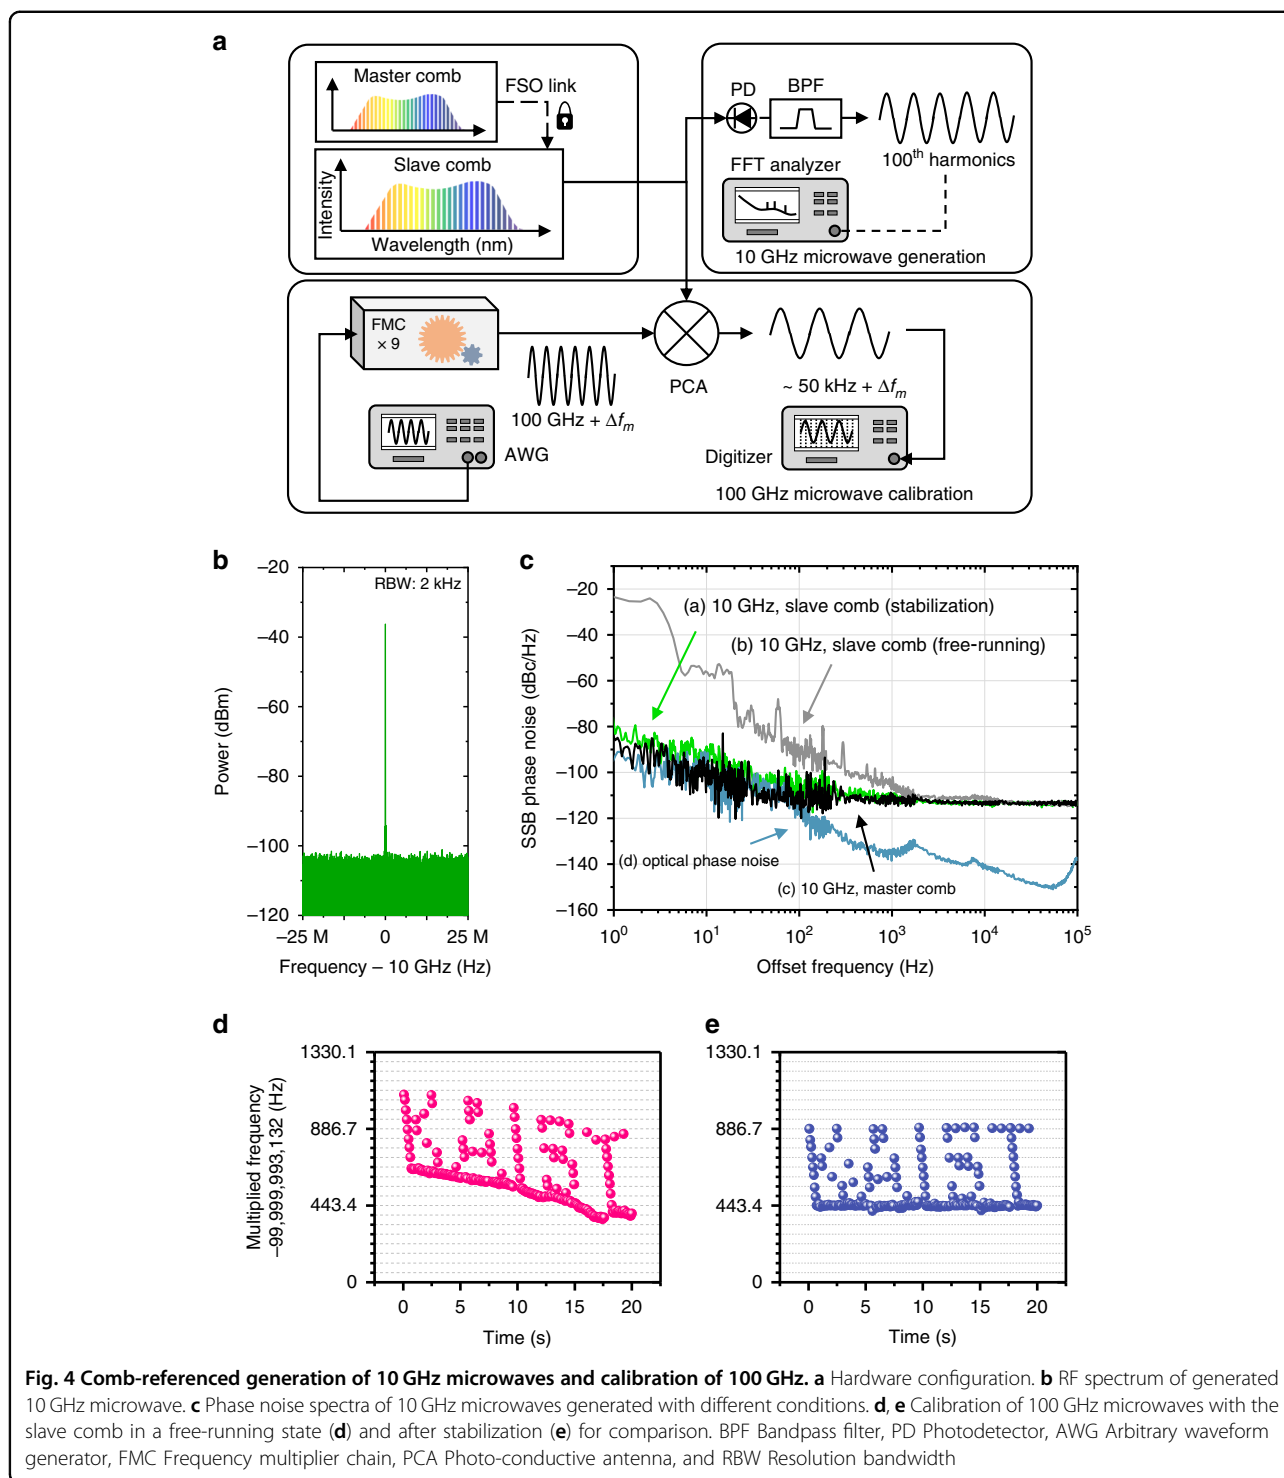 a
Master comb
FSO link
Slave comb
Intensity
Wavelength (nm)
PD
BPF
100th harmonics
FFT analyzer
10 GHz microwave generation
FMC
× 9
100 GHz + Δfm
PCA
~ 50 kHz + Δfm
AWG
Digitizer
100 GHz microwave calibration
b
−20
−40
−60
−80
−100
−120
Power (dBm)
RBW: 2 kHz
−25 M
0
25 M
Frequency – 10 GHz (Hz)
c
−20
−40
−60
−80
−100
−120
−140
−160
SSB phase noise (dBc/Hz)
(a) 10 GHz, slave comb (stabilization)
(b) 10 GHz, slave comb (free-running)
(d) optical phase noise
(c) 10 GHz, master comb
10^0
10^1
10^2
10^3
10^4
10^5
Offset frequency (Hz)
d
1330.1
886.7
443.4
0
Multiplied frequency
−99,999,993,132 (Hz)
KAIST
0
5
10
15
20
Time (s)
e
1330.1
886.7
443.4
0
KAIST
0
5
10
15
20
Time (s)
Fig. 4 Comb-referenced generation of 10 GHz microwaves and calibration of 100 GHz. a Hardware configuration. b RF spectrum of generated
10 GHz microwave. c Phase noise spectra of 10 GHz microwaves generated with different conditions. d, e Calibration of 100 GHz microwaves with the
slave comb in a free-running state (d) and after stabilization (e) for comparison. BPF Bandpass filter, PD Photodetector, AWG Arbitrary waveform
generator, FMC Frequency multiplier chain, PCA Photo-conductive antenna, and RBW Resolution bandwidth